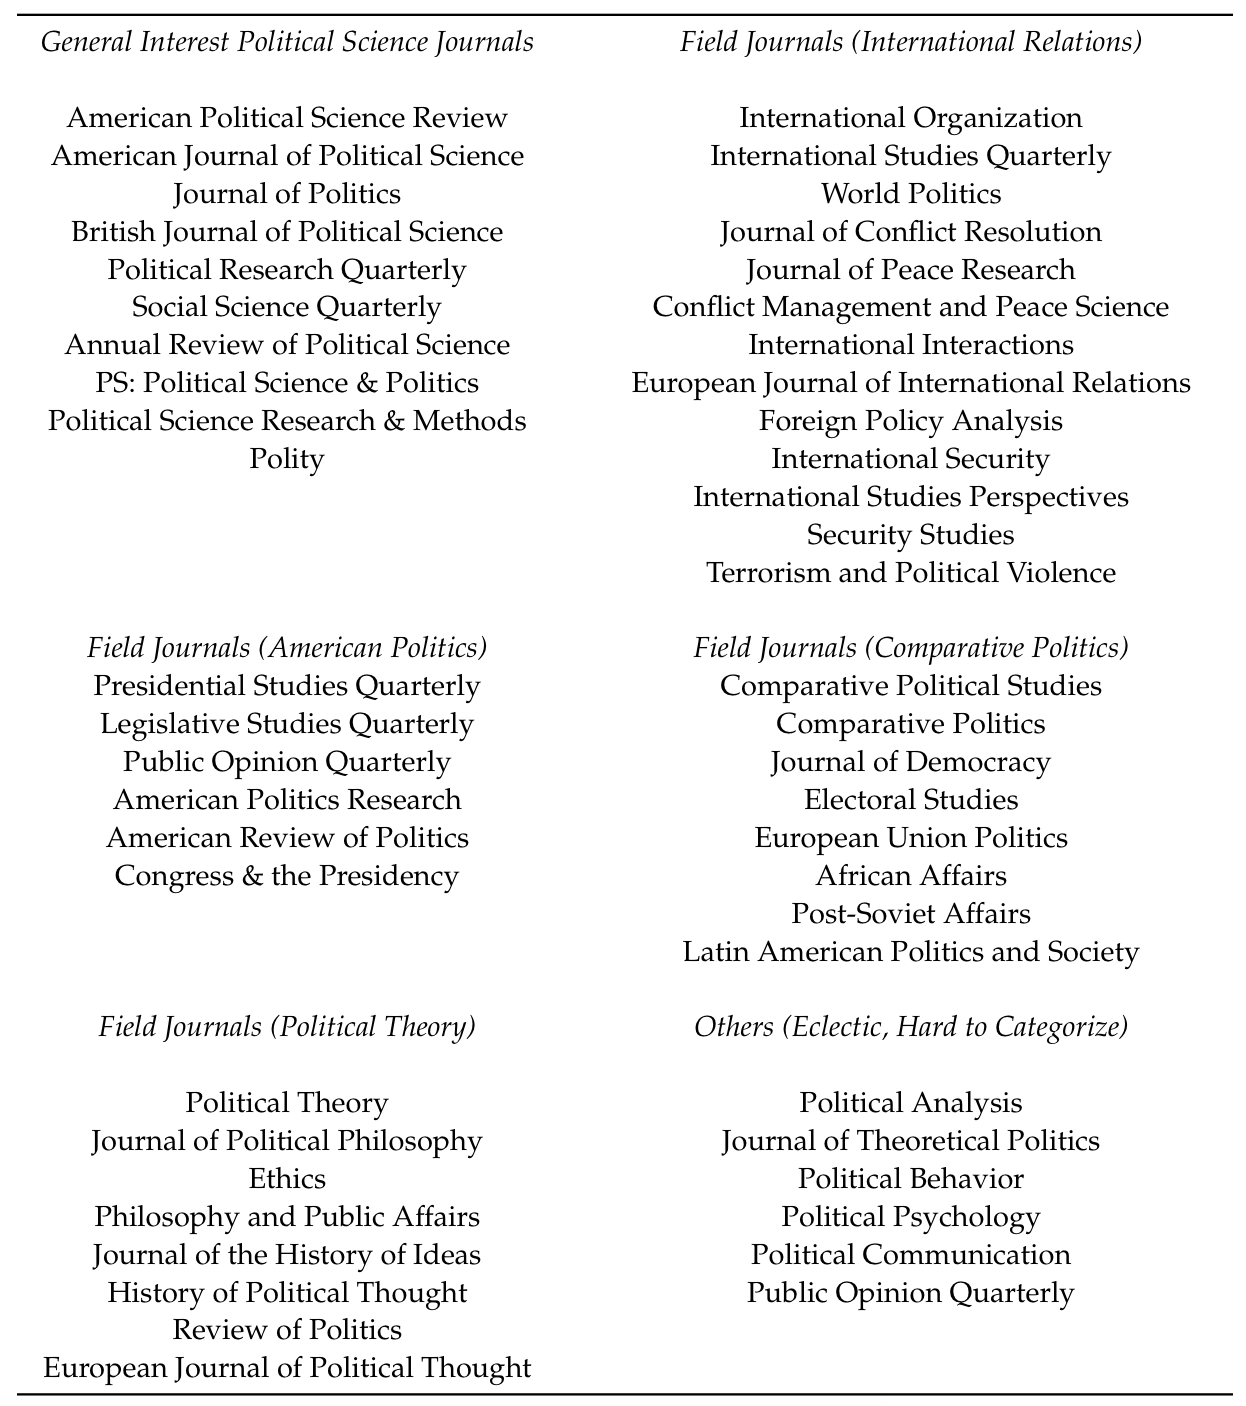 General Interest Political Science Journals
American Political Science Review
American Journal of Political Science
Journal of Politics
British Journal of Political Science
Political Research Quarterly
Social Science Quarterly
Annual Review of Political Science
PS: Political Science & Politics
Political Science Research & Methods
Polity
Field Journals (International Relations)
International Organization
International Studies Quarterly
World Politics
Journal of Conflict Resolution
Journal of Peace Research
Conflict Management and Peace Science
International Interactions
European Journal of International Relations
Foreign Policy Analysis
International Security
International Studies Perspectives
Security Studies
Terrorism and Political Violence
Field Journals (American Politics)
Presidential Studies Quarterly
Legislative Studies Quarterly
Public Opinion Quarterly
American Politics Research
American Review of Politics
Congress & the Presidency
Field Journals (Comparative Politics)
Comparative Political Studies
Comparative Politics
Journal of Democracy
Electoral Studies
European Union Politics
African Affairs
Post-Soviet Affairs
Latin American Politics and Society
Field Journals (Political Theory)
Political Theory
Journal of Political Philosophy
Ethics
Philosophy and Public Affairs
Journal of the History of Ideas
History of Political Thought
Review of Politics
European Journal of Political Thought
Others (Eclectic, Hard to Categorize)
Political Analysis
Journal of Theoretical Politics
Political Behavior
Political Psychology
Political Communication
Public Opinion Quarterly